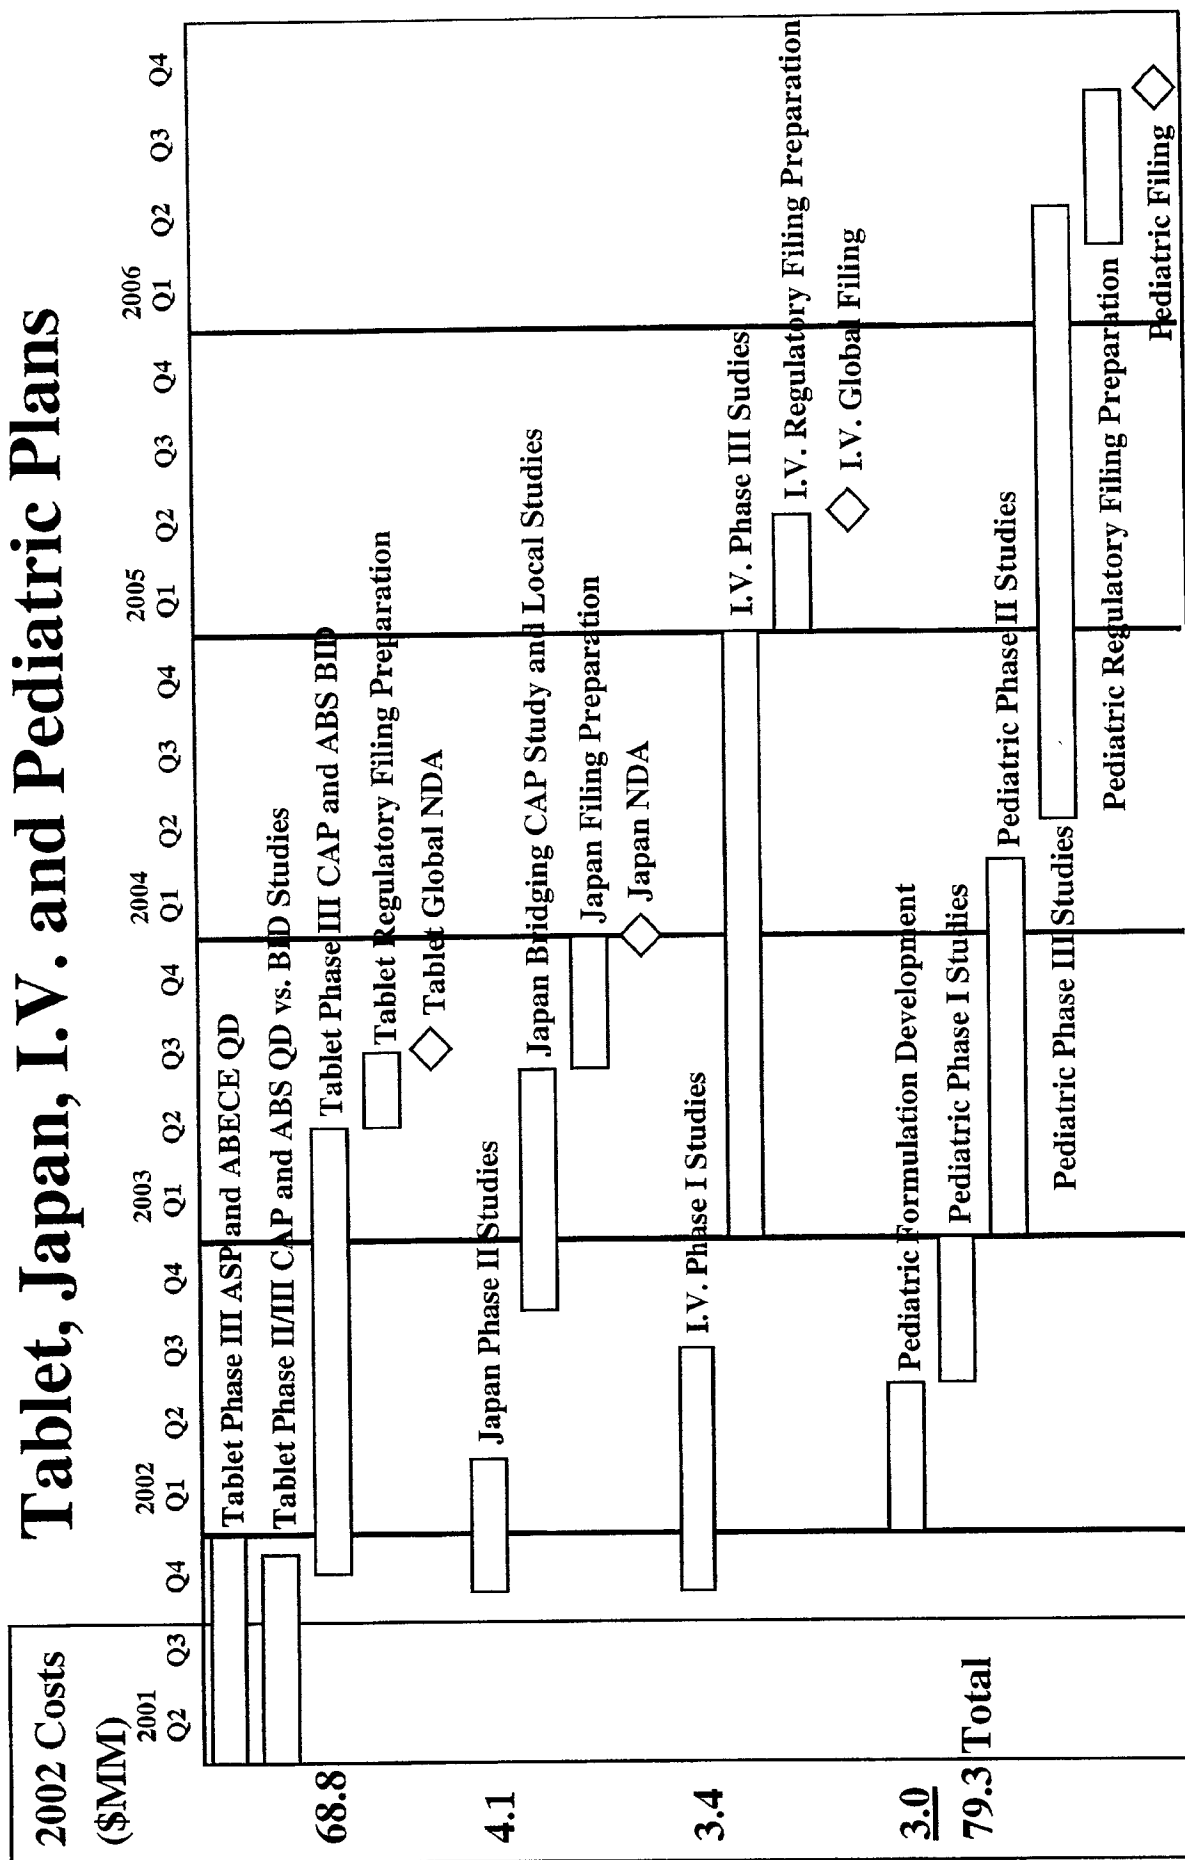 Tablet, Japan, I.V. and Pediatric Plans
2002 Costs
($MM)
2001 2002 2003 2004 2005 2006
Q2 Q3 Q4 Q1 Q2 Q3 Q4 Q1 Q2 Q3 Q4 Q1 Q2 Q3 Q4 Q1 Q2 Q3 Q4 Q1 Q2 Q3 Q4
Tablet Phase III ASP and ABECE QD
Tablet Phase II/III CAP and ABS QD vs. BID Studies
68.8 Tablet Phase III CAP and ABS BID
Tablet Regulatory Filing Preparation
Tablet Global NDA
4.1 Japan Phase II Studies
Japan Bridging CAP Study and Local Studies
Japan Filing Preparation
Japan NDA
3.4 I.V. Phase I Studies
I.V. Phase III Sudies
I.V. Regulatory Filing Preparation
I.V. Global Filing
3.0 Pediatric Formulation Development
Pediatric Phase I Studies
79.3 Total
Pediatric Phase II Studies
Pediatric Phase III Studies
Pediatric Regulatory Filing Preparation
Pediatric Filing